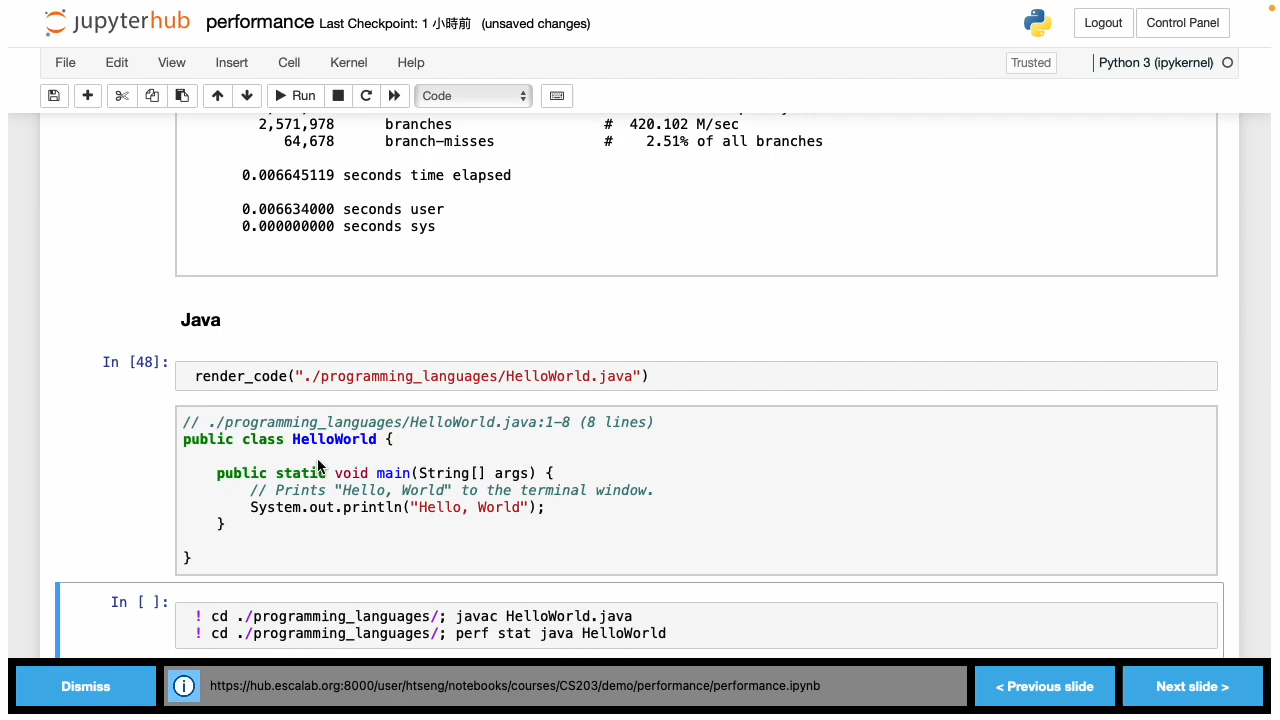 jupyterhub performance Last Checkpoint: 1 小時前 (unsaved changes) Logout Control Panel
File Edit View Insert Cell Kernel Help Trusted Python 3 (ipykernel)
Run Code
2,571,978 branches # 420.102 M/sec
64,678 branch-misses # 2.51% of all branches
0.006645119 seconds time elapsed
0.006634000 seconds user
0.000000000 seconds sys
Java
In [48]: render_code("./programming_languages/HelloWorld.java")
// ./programming_languages/HelloWorld.java:1-8 (8 lines)
public class HelloWorld {
public static void main(String[] args) {
// Prints "Hello, World" to the terminal window.
System.out.println("Hello, World");
}
}
In [ ]: ! cd ./programming_languages/; javac HelloWorld.java
! cd ./programming_languages/; perf stat java HelloWorld
Dismiss https://hub.escalab.org:8000/user/htseng/notebooks/courses/CS203/demo/performance/performance.ipynb < Previous slide Next slide >